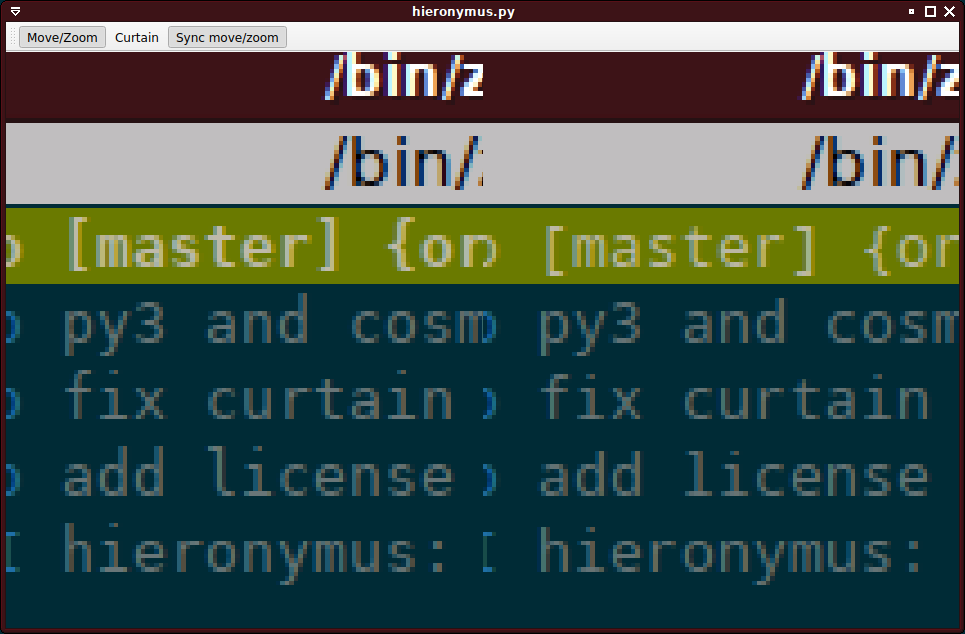 hieronymus.py
Move/Zoom Curtain Sync move/zoom
/bin/z /bin/z
/bin/ /bin/
[master] {on [master] {or
py3 and cosm py3 and cosm
fix curtain fix curtain
add license add license
hieronymus: hieronymus: